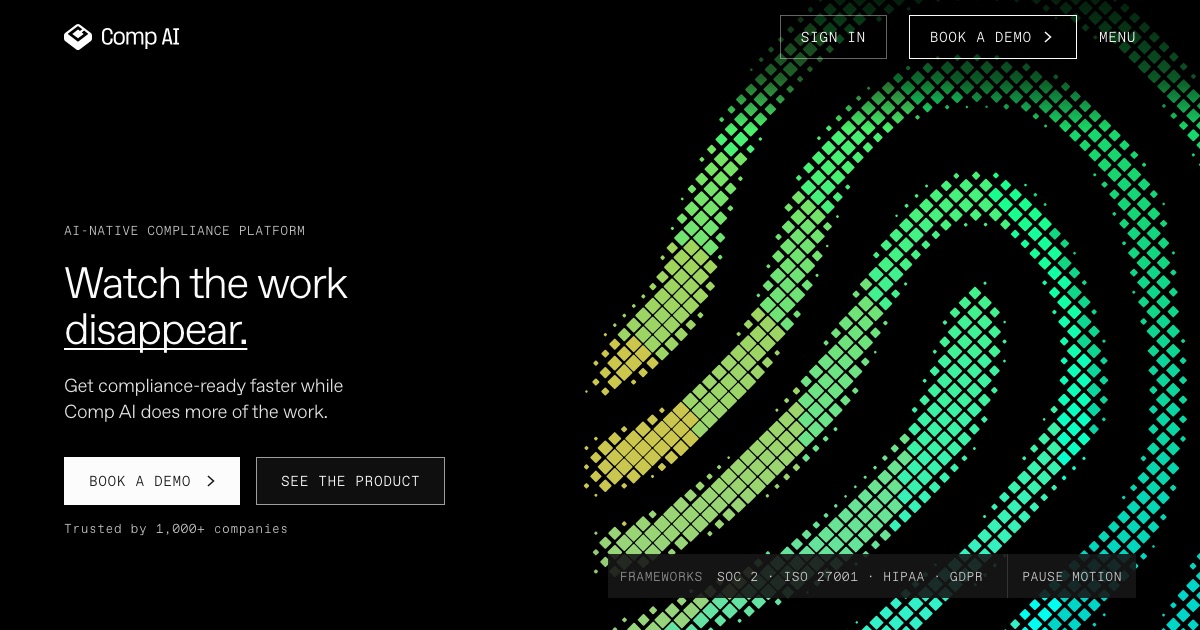 Comp AI
SIGN IN
BOOK A DEMO
MENU
AI-NATIVE COMPLIANCE PLATFORM
Watch the work
disappear.
Get compliance-ready faster while
Comp AI does more of the work.
BOOK A DEMO
SEE THE PRODUCT
Trusted by 1,000+ companies
FRAMEWORKS SOC 2 · ISO 27001 · HIPAA · GDPR
PAUSE MOTION